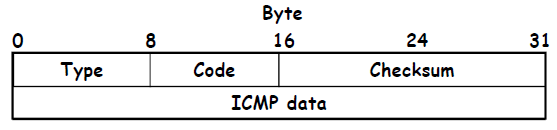 Byte
0 8 16 24 31
Type Code Checksum
ICMP data